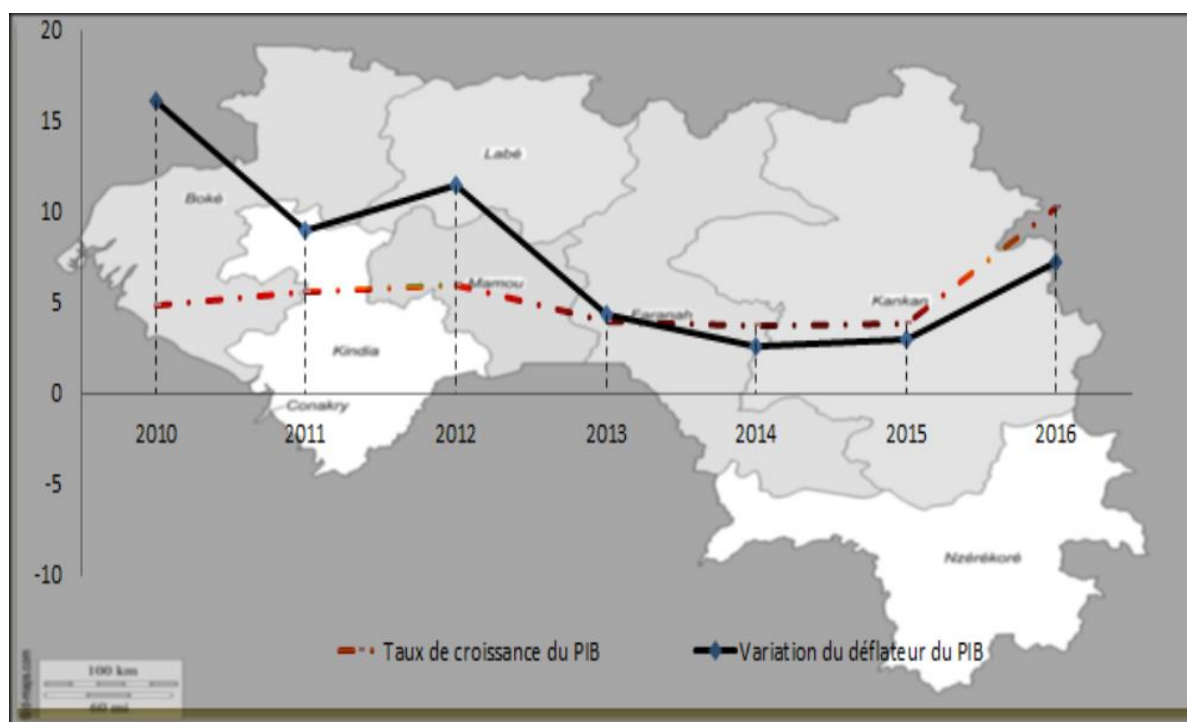 20
15
10
5
0
-5
-10
Labé
Boké
Mamou
Faranah
Kankan
Kindia
Conakry
2010 2011 2012 2013 2014 2015 2016
Nzérékoré
Taux de croissance du PIB Variation du déflateur du PIB
100 km
60 mi